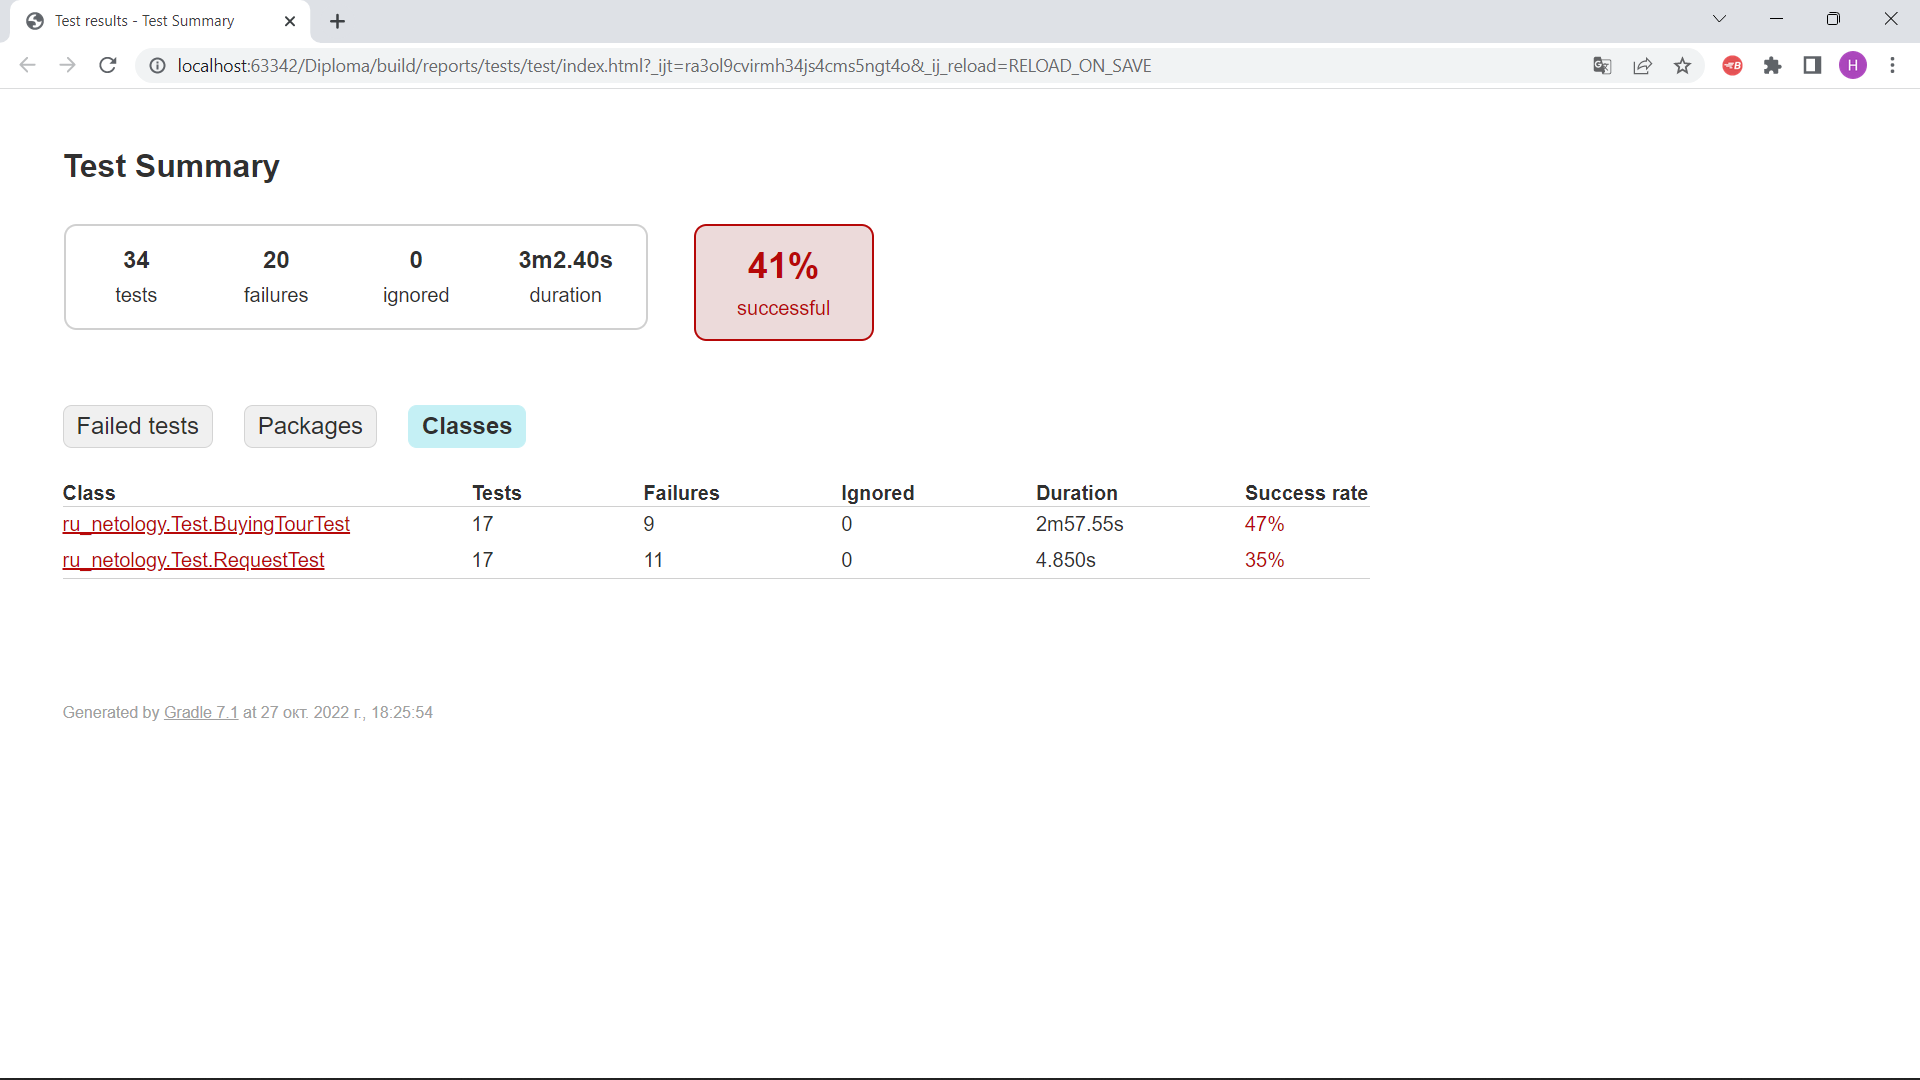 Test results - Test Summary
localhost:63342/Diploma/build/reports/tests/test/index.html?_ijt=ra3ol9cvirmh34js4cms5ngt4o&_ij_reload=RELOAD_ON_SAVE
B
H
Test Summary
34 20 0 3m2.40s
tests failures ignored duration
41%
successful
Failed tests Packages Classes
Class Tests Failures Ignored Duration Success rate
ru_netology.Test.BuyingTourTest 17 9 0 2m57.55s 47%
ru_netology.Test.RequestTest 17 11 0 4.850s 35%
Generated by Gradle 7.1 at 27 окт. 2022 г., 18:25:54